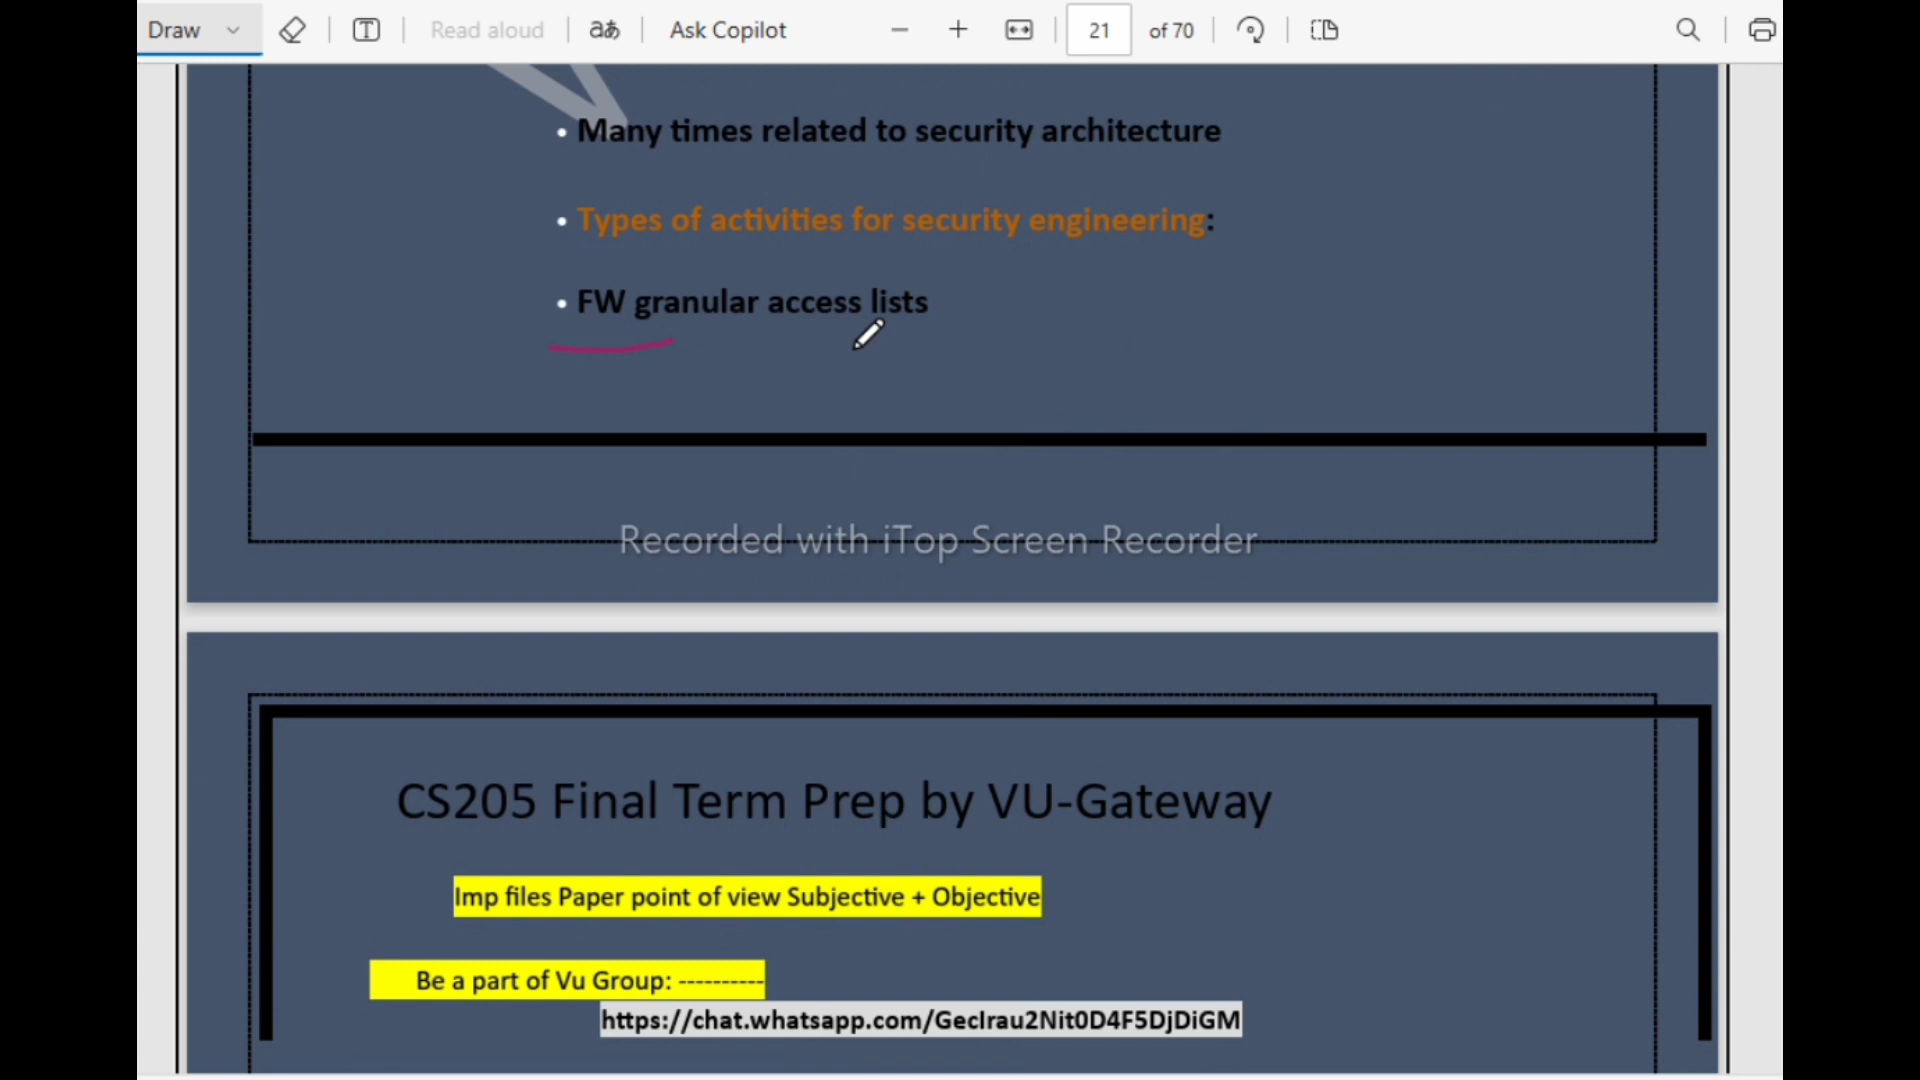 Draw Read aloud aあ Ask Copilot 21 of 70
• Many times related to security architecture
• Types of activities for security engineering:
• FW granular access lists
Recorded with iTop Screen Recorder
CS205 Final Term Prep by VU-Gateway
Imp files Paper point of view Subjective + Objective
Be a part of Vu Group: ----------
https://chat.whatsapp.com/GecIrau2Nit0D4F5DjDiGM